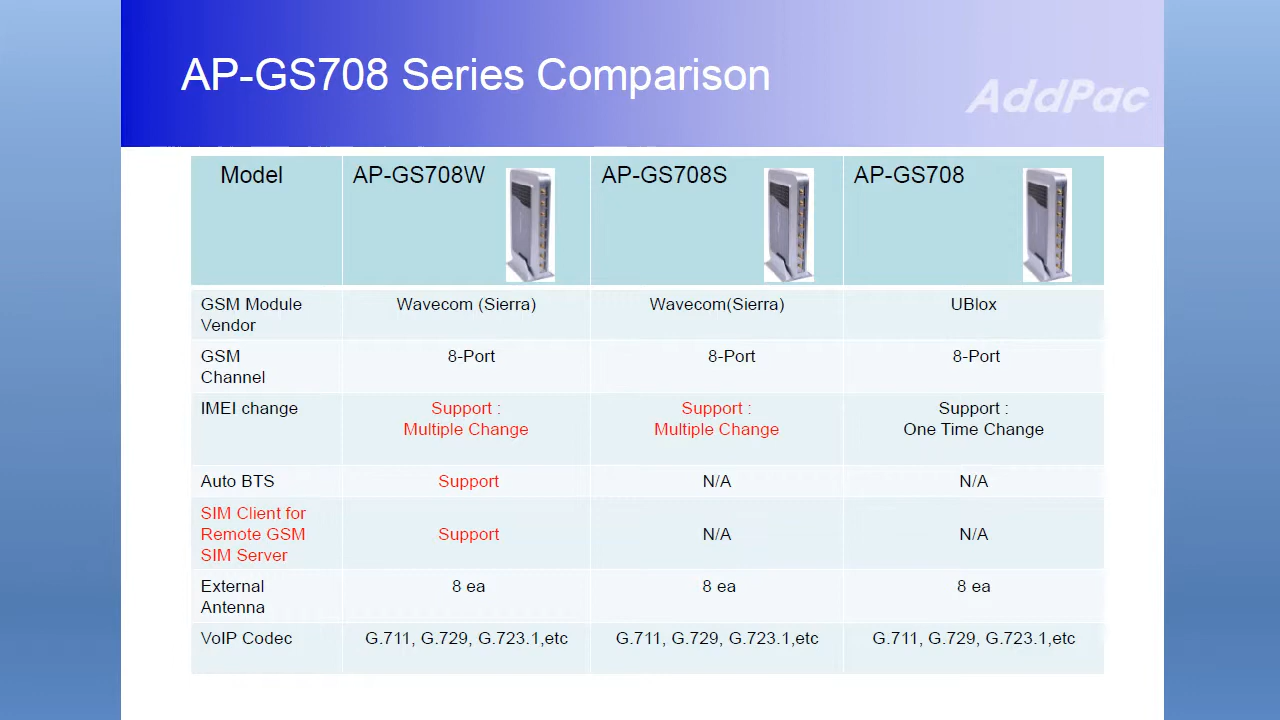 AP-GS708 Series Comparison
AddPac
Model AP-GS708W AP-GS708S AP-GS708
GSM Module Wavecom (Sierra) Wavecom(Sierra) UBlox
Vendor
GSM 8-Port 8-Port 8-Port
Channel
IMEI change Support : Support : Support :
Multiple Change Multiple Change One Time Change
Auto BTS Support N/A N/A
SIM Client for
Remote GSM Support N/A N/A
SIM Server
External 8 ea 8 ea 8 ea
Antenna
VoIP Codec G.711, G.729, G.723.1,etc G.711, G.729, G.723.1,etc G.711, G.729, G.723.1,etc